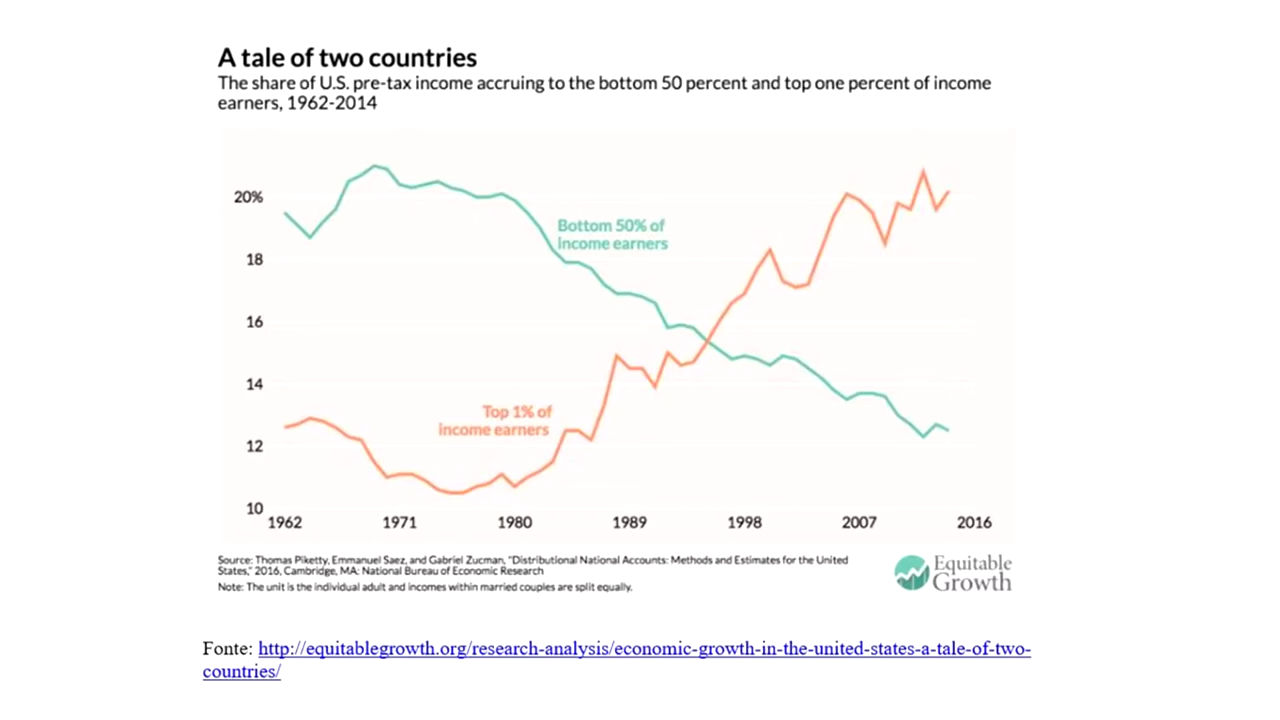 A tale of two countries
The share of U.S. pre-tax income accruing to the bottom 50 percent and top one percent of income
earners, 1962-2014
20%
18
16
14
12
10
Bottom 50% of
income earners
Top 1% of
income earners
1962 1971 1980 1989 1998 2007 2016
Source: Thomas Piketty, Emmanuel Saez, and Gabriel Zucman, "Distributional National Accounts: Methods and Estimates for the United
States," 2016, Cambridge, MA: National Bureau of Economic Research
Note: The unit is the individual adult and incomes within married couples are split equally.
Equitable
Growth
Fonte: http://equitablegrowth.org/research-analysis/economic-growth-in-the-united-states-a-tale-of-two-
countries/